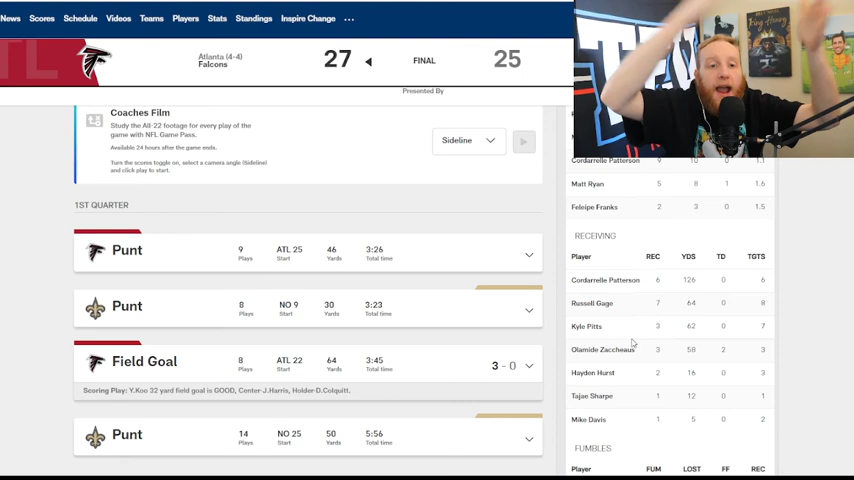 News Scores Schedule Videos Teams Players Stats Standings Inspire Change ...
Atlanta (4-4)
Falcons
27
FINAL
25
Presented By
Coaches Film
Study the All-22 footage for every play of the
game with NFL Game Pass.
Available 24 hours after the game ends.
Turn the scores toggle on, select a camera angle (Sideline)
and click play to start.
Sideline
1ST QUARTER
Punt 9 ATL 25 46 3:26
Plays Start Yards Total time
Punt 8 NO 9 30 3:23
Plays Start Yards Total time
Field Goal 8 ATL 22 64 3:45 3 - 0
Plays Start Yards Total time
Scoring Play: Y.Koo 32 yard field goal is GOOD, Center-J.Harris, Holder-D.Colquitt.
Punt 14 NO 25 50 5:56
Plays Start Yards Total time
King Henry
Cordarrelle Patterson 9 10 0 1.1
Matt Ryan 5 8 1 1.6
Feleipe Franks 2 3 0 1.5
RECEIVING
Player REC YDS TD TGTS
Cordarrelle Patterson 6 126 0 6
Russell Gage 7 64 0 8
Kyle Pitts 3 62 0 7
Olamide Zaccheaus 3 58 2 3
Hayden Hurst 2 16 0 3
Tajae Sharpe 1 12 0 1
Mike Davis 1 5 0 2
FUMBLES
Player FUM LOST FF REC